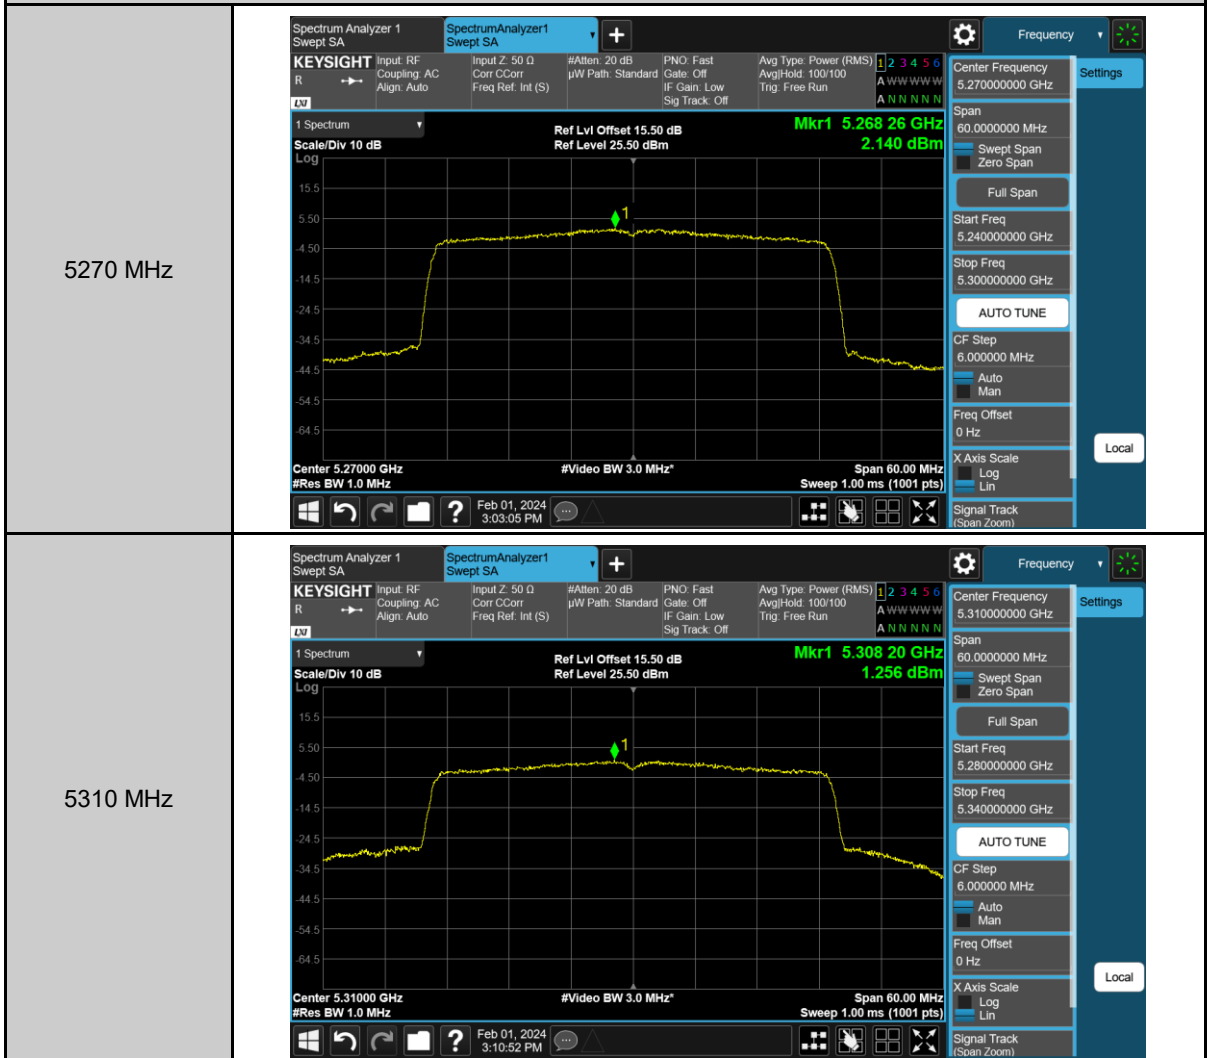 5270 MHz
Spectrum Analyzer 1
Swept SA
SpectrumAnalyzer1
Swept SA
Frequency
KEYSIGHT
R
LXI
Input: RF
Coupling: AC
Align: Auto
Input Z: 50 Ω
Corr CCorr
Freq Ref: Int (S)
#Atten: 20 dB
µW Path: Standard
PNO: Fast
Gate: Off
IF Gain: Low
Sig Track: Off
Avg Type: Power (RMS)
Avg|Hold: 100/100
Trig: Free Run
1 2 3 4 5 6
A W W W W W
A N N N N N
1 Spectrum
Scale/Div 10 dB
Ref Lvl Offset 15.50 dB
Ref Level 25.50 dBm
Mkr1 5.268 26 GHz
2.140 dBm
Log
15.5
5.50
-4.50
-14.5
-24.5
-34.5
-44.5
-54.5
-64.5
1
Center 5.27000 GHz
#Res BW 1.0 MHz
#Video BW 3.0 MHz*
Span 60.00 MHz
Sweep 1.00 ms (1001 pts)
?
Feb 01, 2024
3:03:05 PM
Center Frequency
5.270000000 GHz
Span
60.0000000 MHz
Swept Span
Zero Span
Full Span
Start Freq
5.240000000 GHz
Stop Freq
5.300000000 GHz
AUTO TUNE
CF Step
6.000000 MHz
Auto
Man
Freq Offset
0 Hz
X Axis Scale
Log
Lin
Signal Track
(Span Zoom)
Settings
Local
5310 MHz
Spectrum Analyzer 1
Swept SA
SpectrumAnalyzer1
Swept SA
Frequency
KEYSIGHT
R
LXI
Input: RF
Coupling: AC
Align: Auto
Input Z: 50 Ω
Corr CCorr
Freq Ref: Int (S)
#Atten: 20 dB
µW Path: Standard
PNO: Fast
Gate: Off
IF Gain: Low
Sig Track: Off
Avg Type: Power (RMS)
Avg|Hold: 100/100
Trig: Free Run
1 2 3 4 5 6
A W W W W W
A N N N N N
1 Spectrum
Scale/Div 10 dB
Ref Lvl Offset 15.50 dB
Ref Level 25.50 dBm
Mkr1 5.308 20 GHz
1.256 dBm
Log
15.5
5.50
-4.50
-14.5
-24.5
-34.5
-44.5
-54.5
-64.5
1
Center 5.31000 GHz
#Res BW 1.0 MHz
#Video BW 3.0 MHz*
Span 60.00 MHz
Sweep 1.00 ms (1001 pts)
?
Feb 01, 2024
3:10:52 PM
Center Frequency
5.310000000 GHz
Span
60.0000000 MHz
Swept Span
Zero Span
Full Span
Start Freq
5.280000000 GHz
Stop Freq
5.340000000 GHz
AUTO TUNE
CF Step
6.000000 MHz
Auto
Man
Freq Offset
0 Hz
X Axis Scale
Log
Lin
Signal Track
(Span Zoom)
Settings
Local